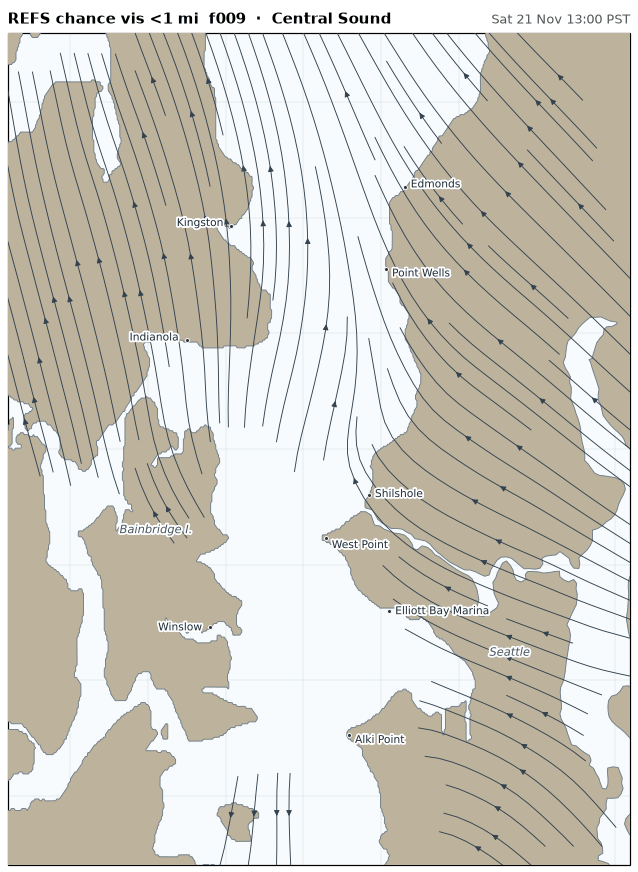 REFS chance vis <1 mi f009 · Central Sound
Sat 21 Nov 13:00 PST
Edmonds
Kingston
Point Wells
Indianola
Shilshole
Bainbridge I.
West Point
Elliott Bay Marina
Winslow
Seattle
Alki Point